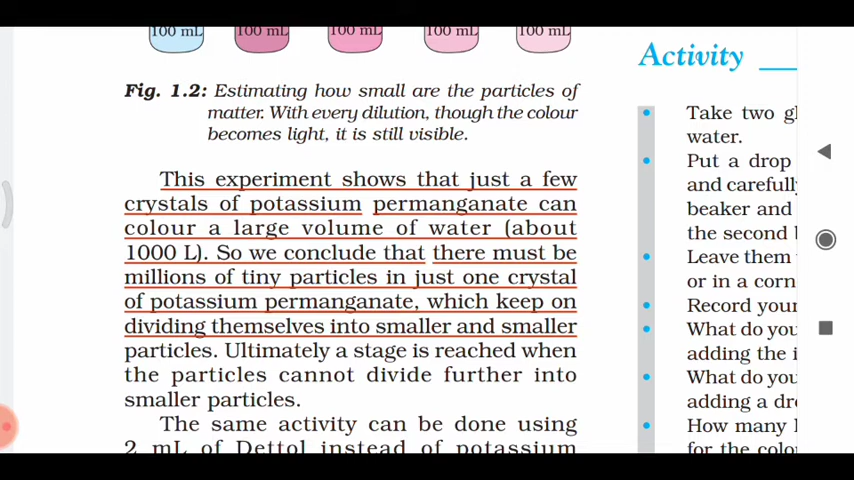 100 mL 100 mL 100 mL 100 mL 100 mL
Fig. 1.2: Estimating how small are the particles of
matter. With every dilution, though the colour
becomes light, it is still visible.
This experiment shows that just a few
crystals of potassium permanganate can
colour a large volume of water (about
1000 L). So we conclude that there must be
millions of tiny particles in just one crystal
of potassium permanganate, which keep on
dividing themselves into smaller and smaller
particles. Ultimately a stage is reached when
the particles cannot divide further into
smaller particles.
The same activity can be done using
2 mL of Dettol instead of potassium
Activity
• Take two gl
water.
• Put a drop
and carefully
beaker and
the second b
• Leave them
or in a corn
• Record your
• What do you
adding the i
• What do you
adding a dr
• How many h
for the colo